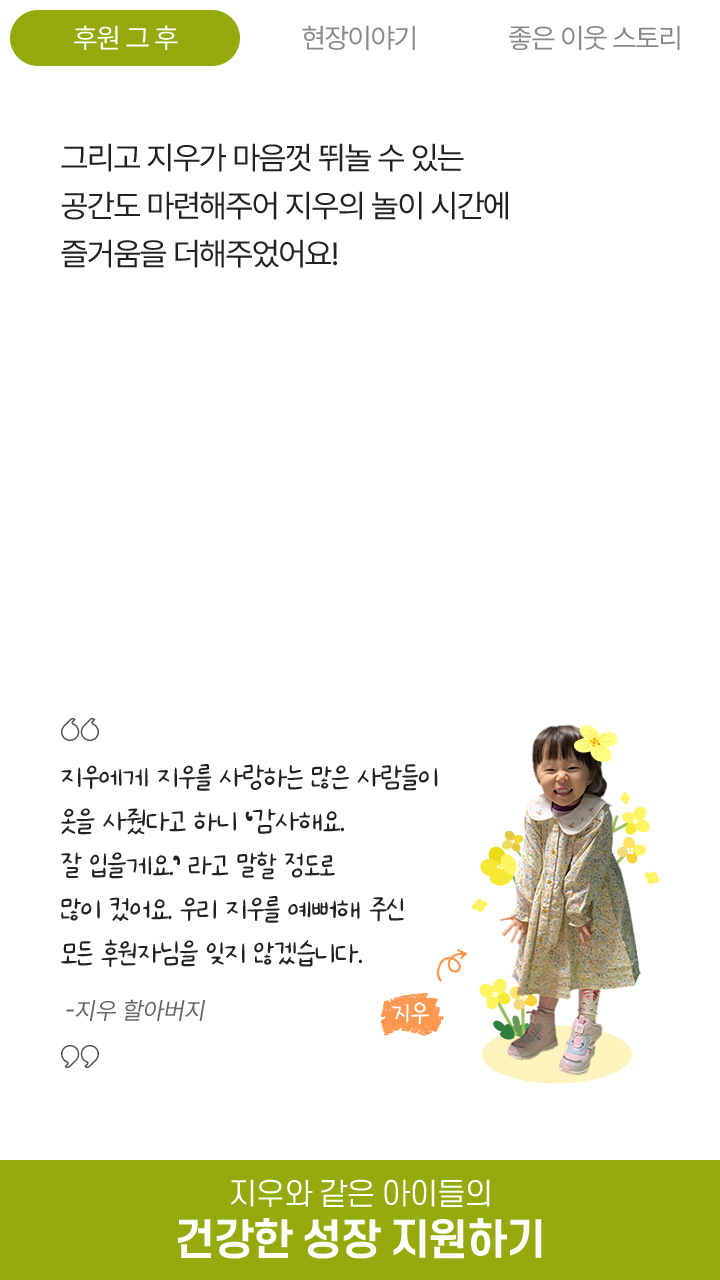 후원 그 후
현장이야기
좋은 이웃 스토리
그리고 지우가 마음껏 뛰놀 수 있는
공간도 마련해주어 지우의 놀이 시간에
즐거움을 더해주었어요!
지우에게 지우를 사랑하는 많은 사람들이
옷을 사줬다고 하니 ‘감사해요.
잘 입을게요.’ 라고 말할 정도로
많이 컸어요. 우리 지우를 예뻐해 주신
모든 후원자님을 잊지 않겠습니다.
-지우 할아버지
지우
지우와 같은 아이들의
건강한 성장 지원하기